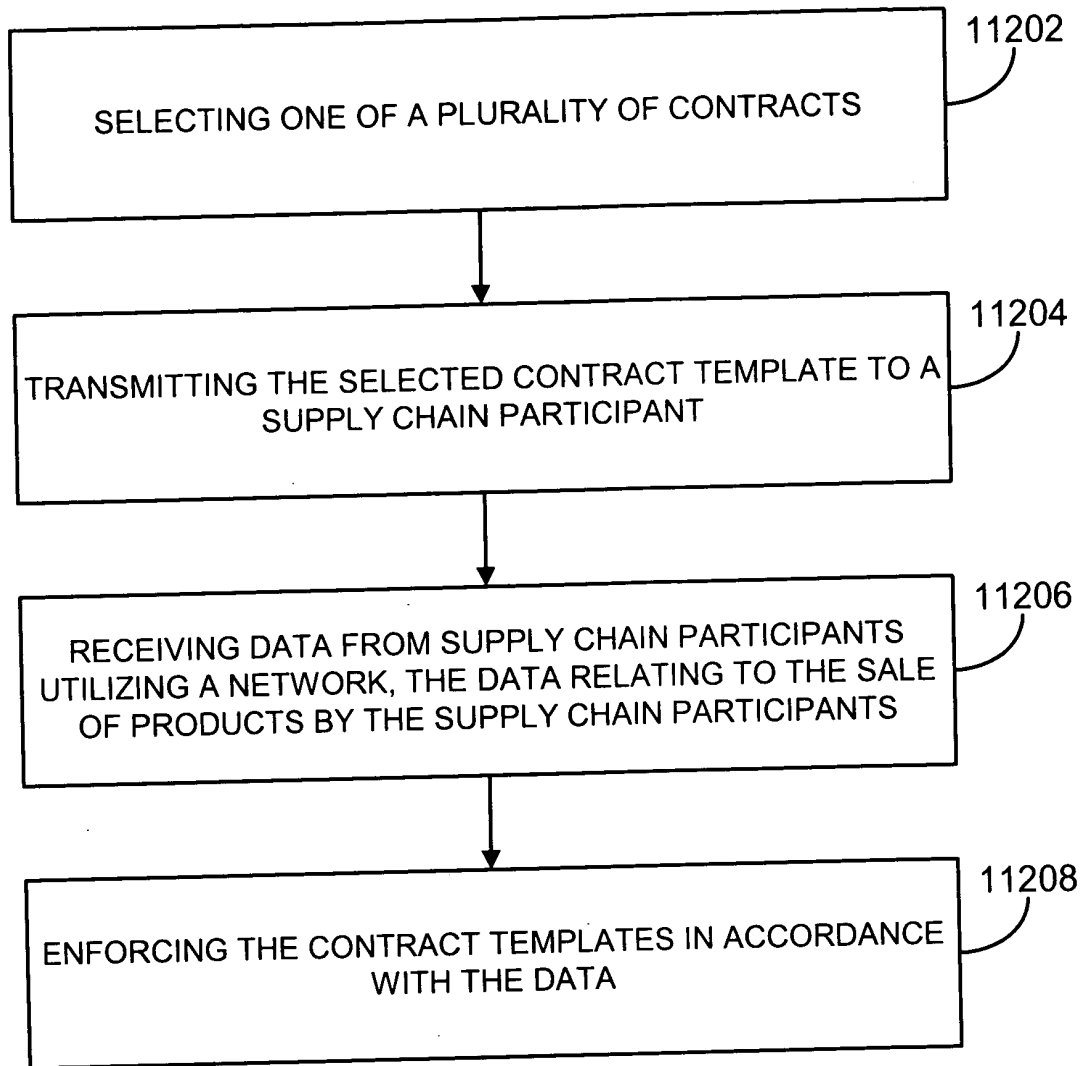 11202
SELECTING ONE OF A PLURALITY OF CONTRACTS
11204
TRANSMITTING THE SELECTED CONTRACT TEMPLATE TO A
SUPPLY CHAIN PARTICIPANT
11206
RECEIVING DATA FROM SUPPLY CHAIN PARTICIPANTS
UTILIZING A NETWORK, THE DATA RELATING TO THE SALE
OF PRODUCTS BY THE SUPPLY CHAIN PARTICIPANTS
11208
ENFORCING THE CONTRACT TEMPLATES IN ACCORDANCE
WITH THE DATA